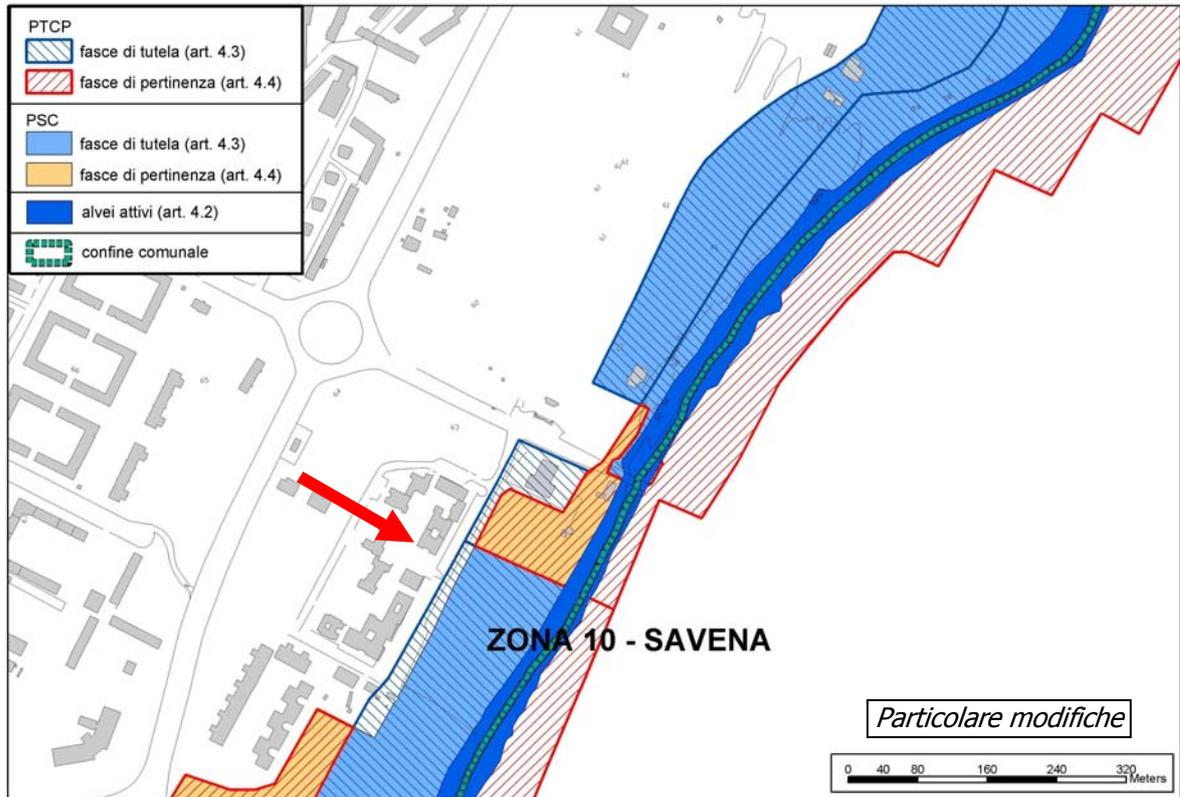 PTCP
fasce di tutela (art. 4.3)
fasce di pertinenza (art. 4.4)
PSC
fasce di tutela (art. 4.3)
fasce di pertinenza (art. 4.4)
alvei attivi (art. 4.2)
confine comunale
ZONA 10 - SAVENA
Particolare modifiche
0 40 80 160 240 320
Meters